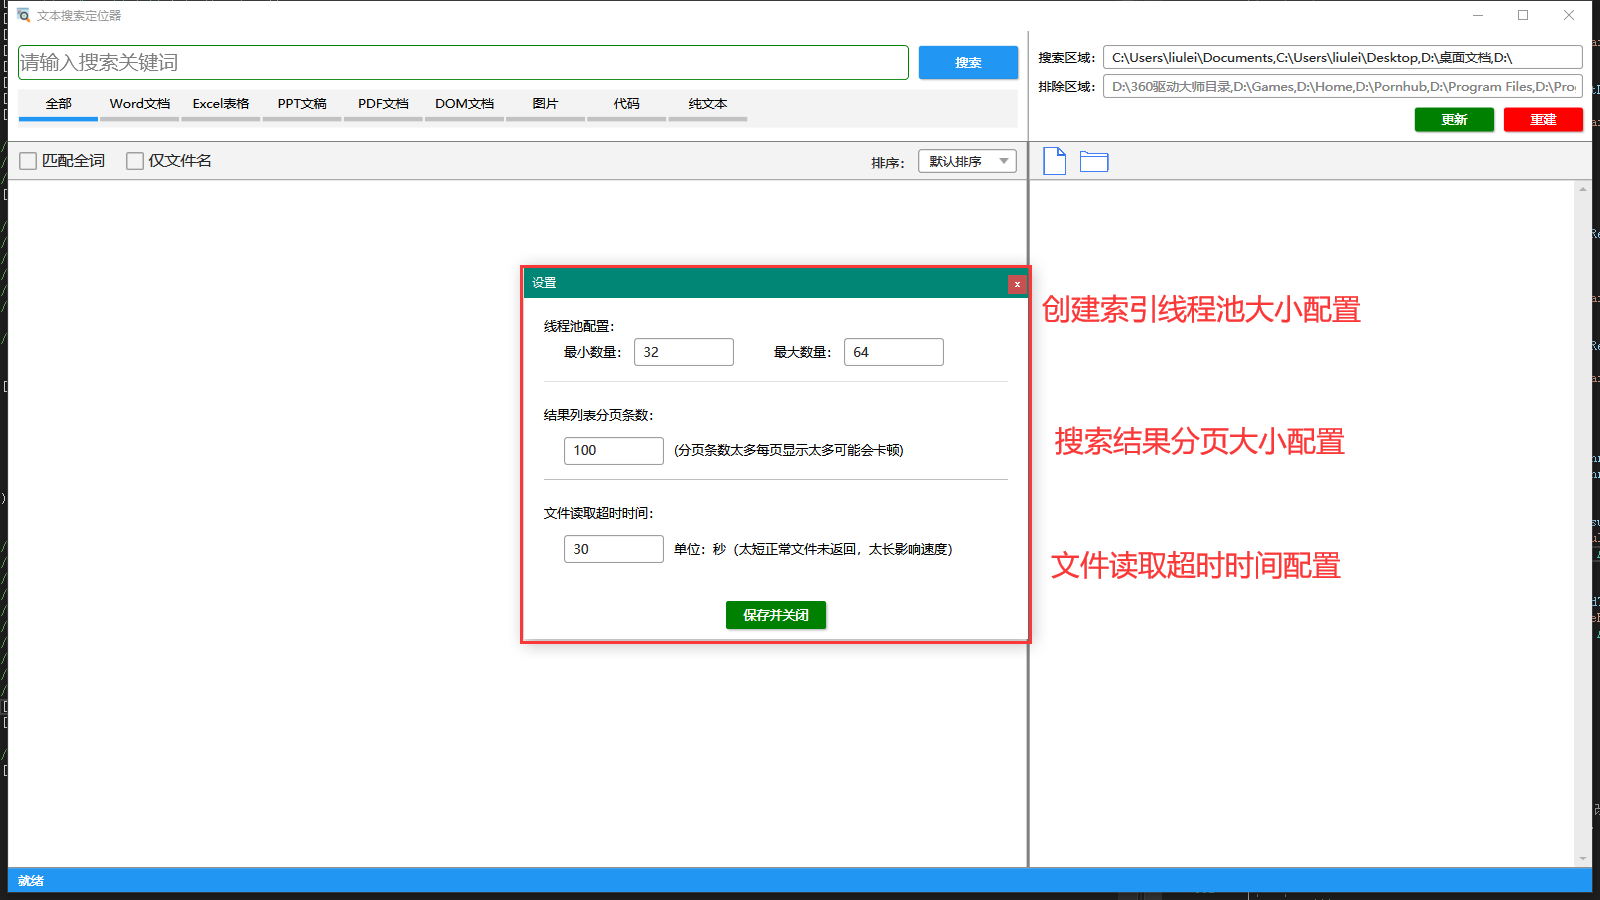 文本搜索定位器
请输入搜索关键词
搜索
全部 Word文档 Excel表格 PPT文稿 PDF文档 DOM文档 图片 代码 纯文本
匹配全词 仅文件名
排序： 默认排序
搜索区域： C:\Users\liulei\Documents,C:\Users\liulei\Desktop,D:\桌面文档,D:\
排除区域： D:\360驱动大师目录,D:\Games,D:\Home,D:\Pornhub,D:\Program Files,D:\Pro
更新 重建
设置 x
线程池配置：
最小数量： 32 最大数量： 64
结果列表分页条数：
100 (分页条数太多每页显示太多可能会卡顿)
文件读取超时时间：
30 单位：秒（太短正常文件未返回，太长影响速度）
保存并关闭
创建索引线程池大小配置
搜索结果分页大小配置
文件读取超时时间配置
就绪